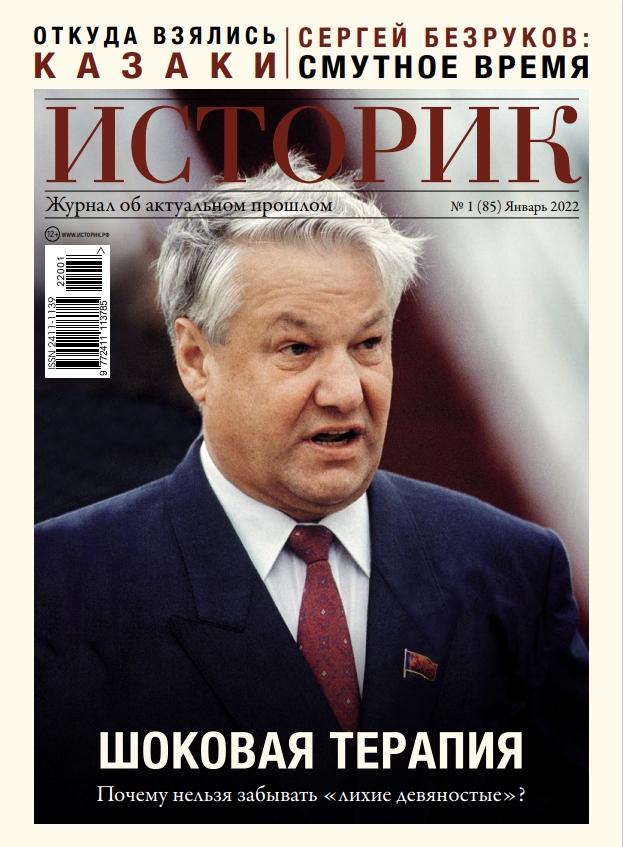 ОТКУДА ВЗЯЛИСЬ
КАЗАКИ
СЕРГЕЙ БЕЗРУКОВ:
СМУТНОЕ ВРЕМЯ
ИСТОРИК
Журнал об актуальном прошлом
№ 1 (85) Январь 2022
12+ WWW.ИСТОРИК.РФ
ISSN 2411-1139
22001
9 772411 113785 >
ШОКОВАЯ ТЕРАПИЯ
Почему нельзя забывать «лихие девяностые»?